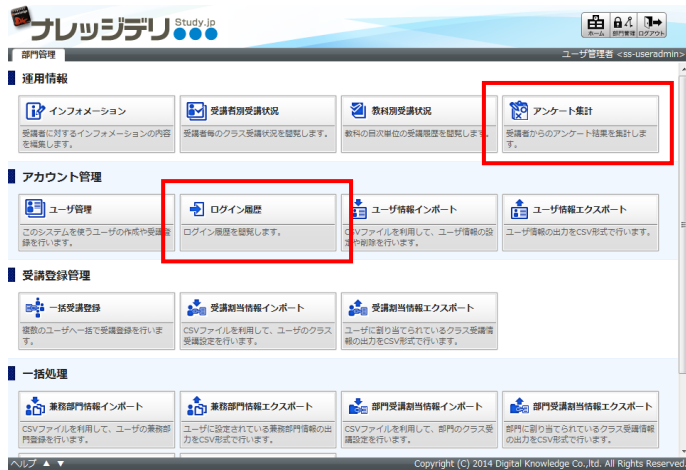 ナレッジデリ Study.jp
ホーム 部門管理 ログアウト
部門管理 ユーザ管理者 <ss-useradmin>
運用情報
インフォメーション 受講者別受講状況 教科別受講状況 アンケート集計
受講者に対するインフォメーションの内容 受講者毎のクラス受講状況を閲覧します。 教科の目次単位の受講履歴を閲覧します。 受講者からのアンケート結果を集計しま
を編集します。 す。
アカウント管理
ユーザ管理 ログイン履歴 ユーザ情報インポート ユーザ情報エクスポート
このシステムを使うユーザの作成や受講登 ログイン履歴を閲覧します。 CSVファイルを利用して、ユーザ情報の設 ユーザ情報の出力をCSV形式で行います。
録を行います。 定や削除を行います。
受講登録管理
一括受講登録 受講割当情報インポート 受講割当情報エクスポート
複数のユーザへ一括で受講登録を行いま CSVファイルを利用して、ユーザのクラス ユーザに割り当てられているクラス受講情
す。 受講設定を行います。 報の出力をCSV形式で行います。
一括処理
兼務部門情報インポート 兼務部門情報エクスポート 部門受講割当情報インポート 部門受講割当情報エクスポート
CSVファイルを利用して、ユーザの兼務部 ユーザに設定されている兼務部門情報の出 CSVファイルを利用して、部門のクラス受 部門に割り当てられているクラス受講情報
門登録を行います。 力をCSV形式で行います。 講設定を行います。 の出力をCSV形式で行います。
ヘルプ ▲ ▼ Copyright (C) 2014 Digital Knowledge Co.,ltd. All Rights Reserved.